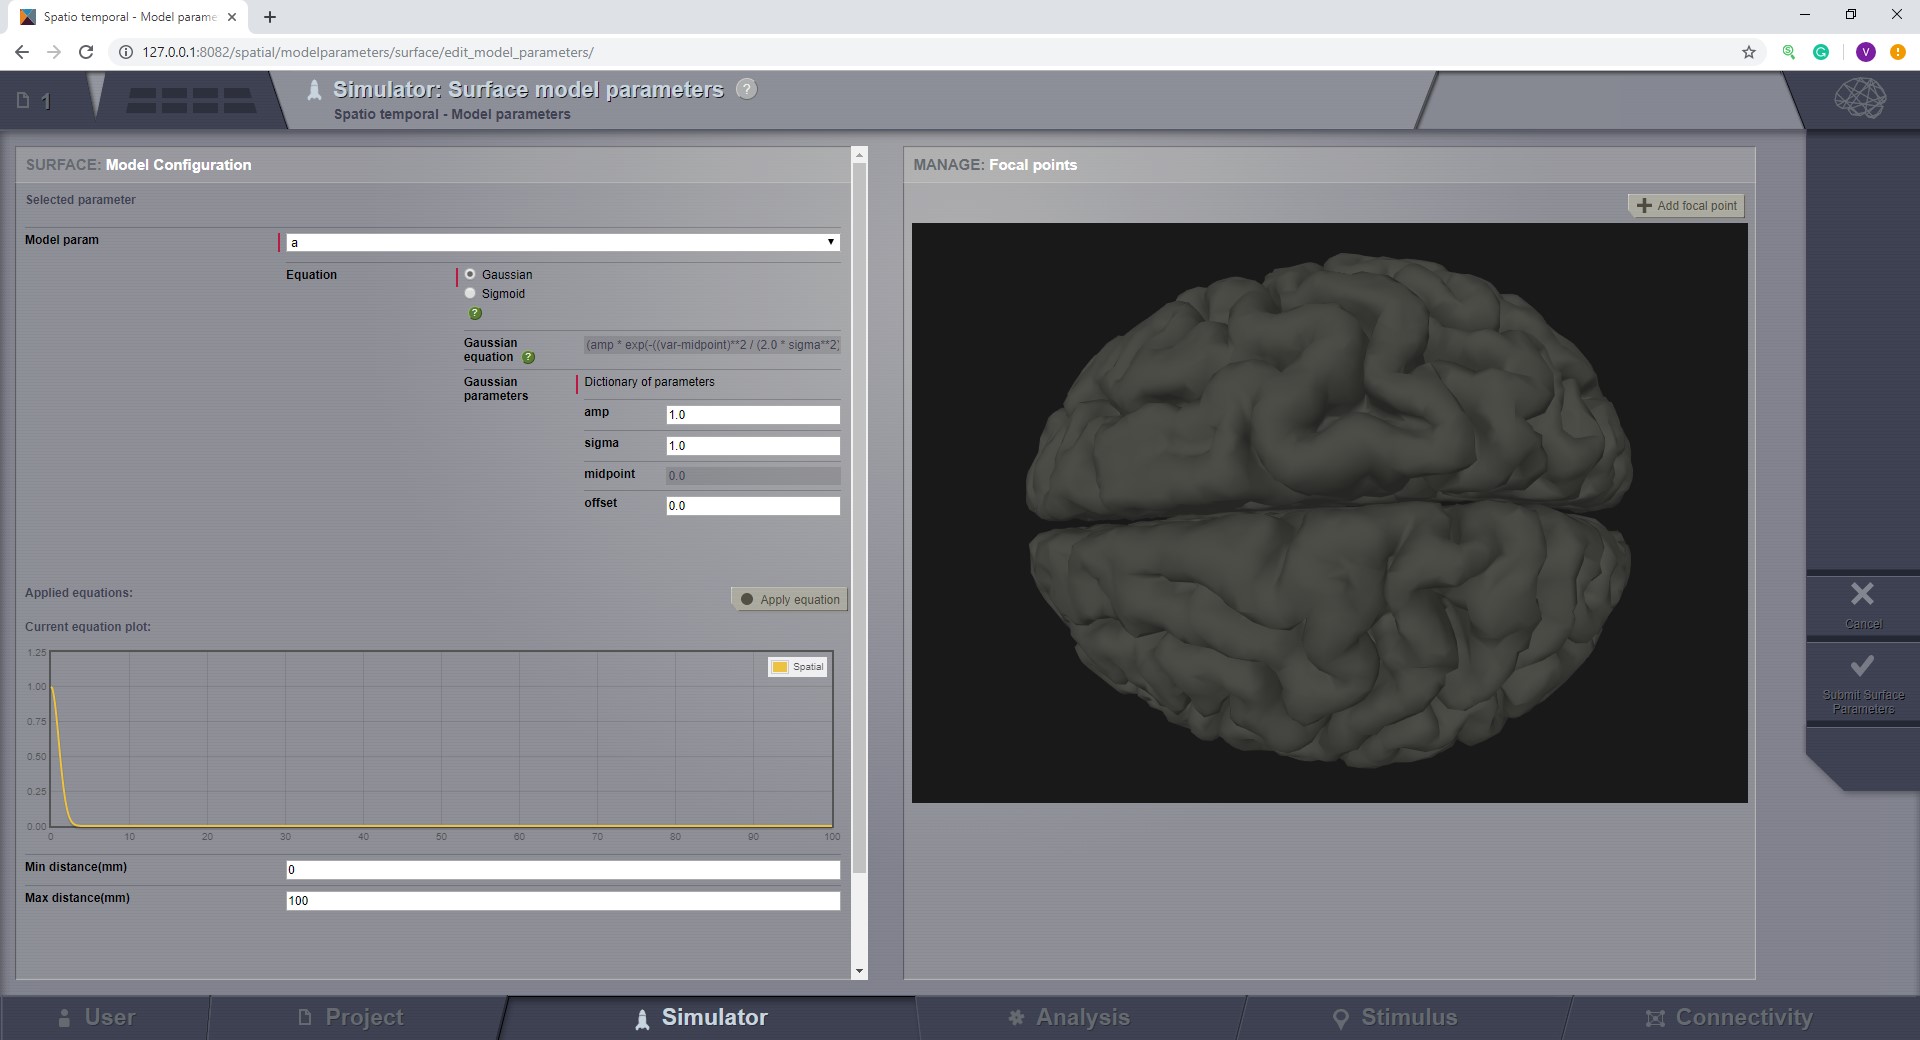 Spatio temporal - Model parame
127.0.0.1:8082/spatial/modelparameters/surface/edit_model_parameters/
V
1
Simulator: Surface model parameters ?
Spatio temporal - Model parameters
SURFACE: Model Configuration
Selected parameter
Model param
a
Equation
Gaussian
Sigmoid
?
Gaussian
equation ?
(amp * exp(-((var-midpoint)**2 / (2.0 * sigma**2)
Gaussian
parameters
Dictionary of parameters
amp
1.0
sigma
1.0
midpoint
0.0
offset
0.0
Applied equations:
Apply equation
Current equation plot:
1.25
1.00
0.75
0.50
0.25
0.00
Spatial
0 10 20 30 40 50 60 70 80 90 100
Min distance(mm)
0
Max distance(mm)
100
MANAGE: Focal points
Add focal point
Cancel
Submit Surface
Parameters
User
Project
Simulator
Analysis
Stimulus
Connectivity